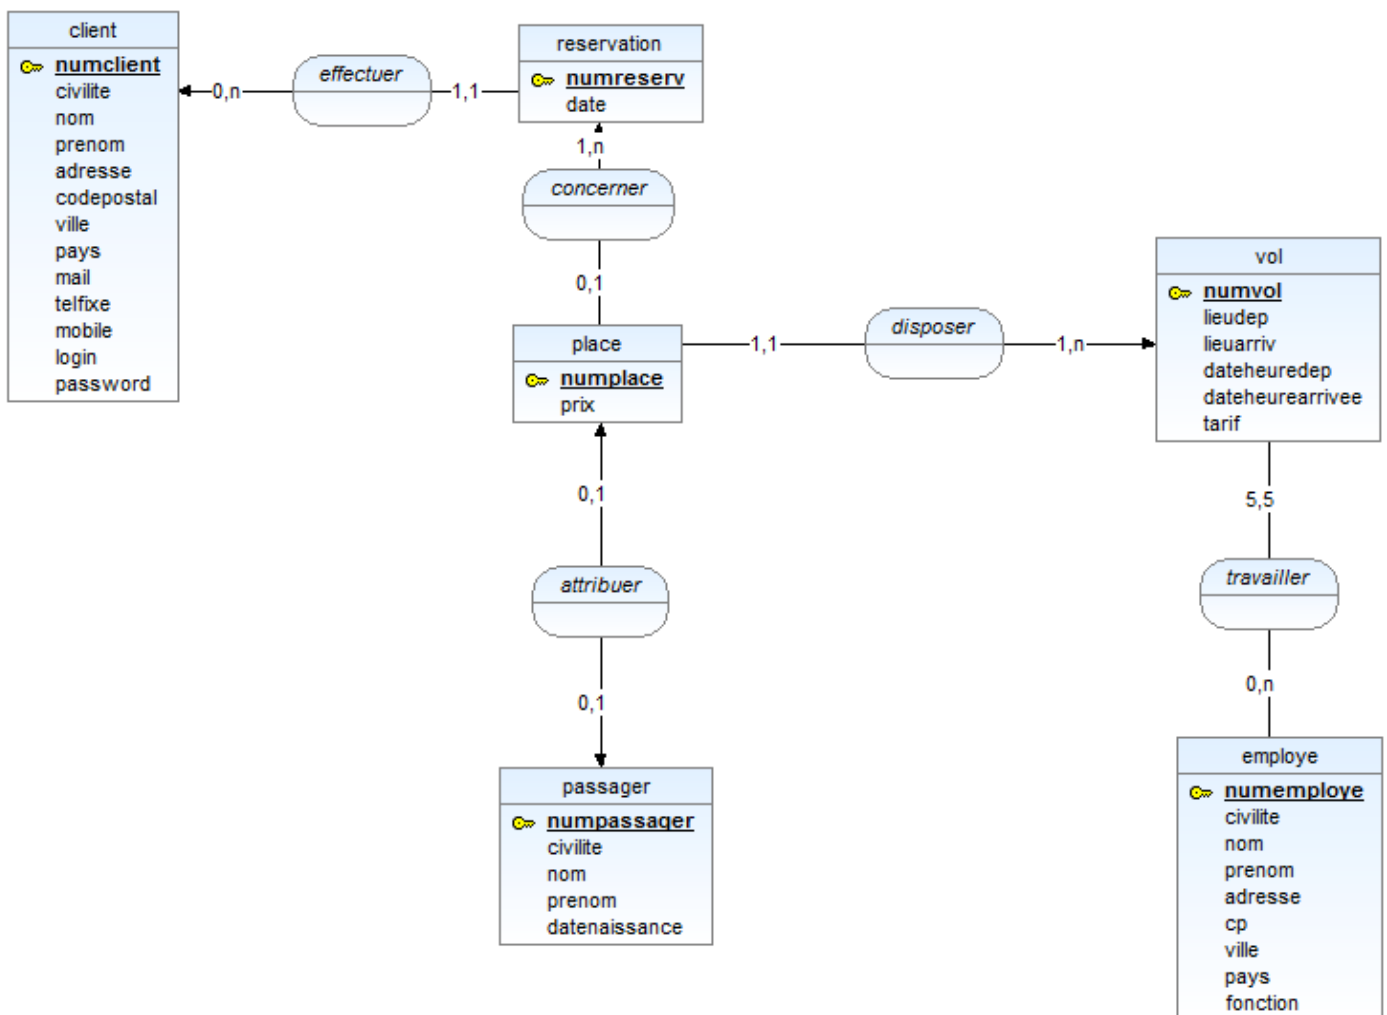 client
numclient
civilite
nom
prenom
adresse
codepostal
ville
pays
mail
telfixe
mobile
login
password
0,n
effectuer
1,1
reservation
numreserv
date
1,n
concerner
0,1
place
numplace
prix
1,1
disposer
1,n
vol
numvol
lieudep
lieuarriv
dateheuredep
dateheurearrivee
tarif
0,1
attribuer
0,1
passager
numpassager
civilite
nom
prenom
datenaissance
5,5
travailler
0,n
employe
numemploye
civilite
nom
prenom
adresse
cp
ville
pays
fonction